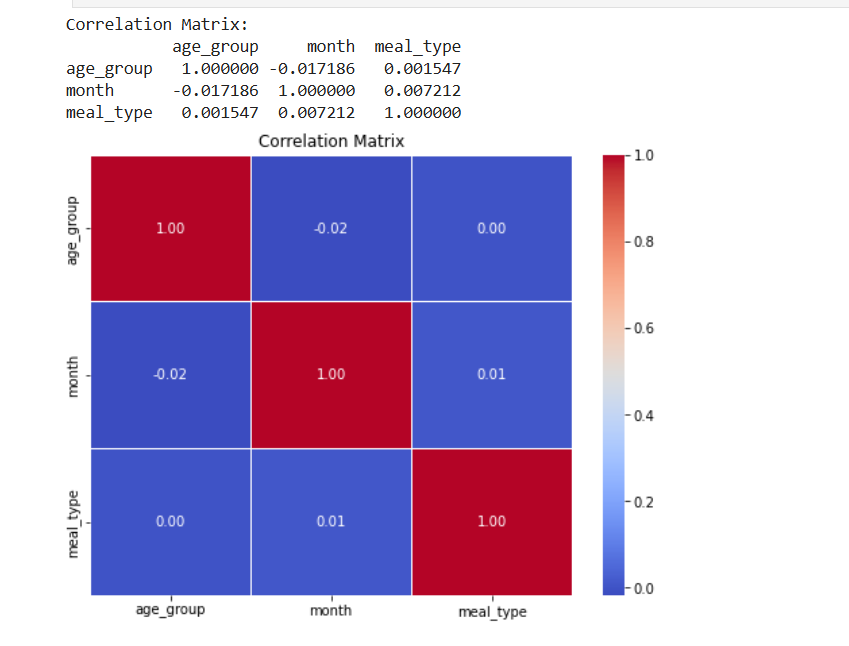 Correlation Matrix:
age_group month meal_type
age_group 1.000000 -0.017186 0.001547
month -0.017186 1.000000 0.007212
meal_type 0.001547 0.007212 1.000000
Correlation Matrix
age_group
1.00 -0.02 0.00
month
-0.02 1.00 0.01
meal_type
0.00 0.01 1.00
age_group month meal_type
1.0
0.8
0.6
0.4
0.2
0.0